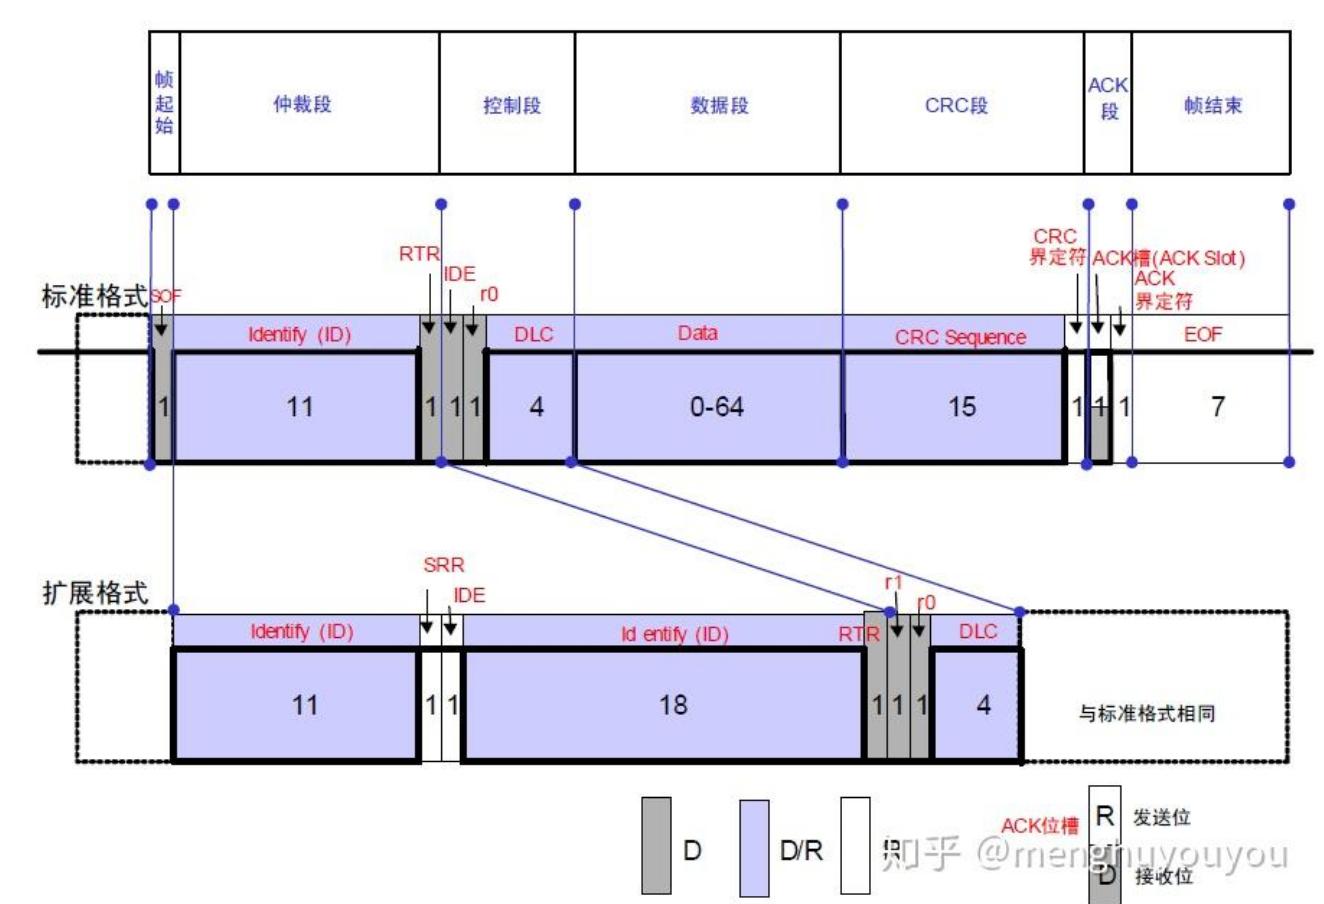 帧起始
仲裁段
控制段
数据段
CRC段
ACK段
帧结束
RTR
IDE
r0
CRC
界定符
ACK槽(ACK Slot)
ACK
界定符
标准格式
SOF
Identify (ID)
DLC
Data
CRC Sequence
EOF
1
11
1
1
1
4
0-64
15
1
1
1
7
SRR
IDE
r1
r0
扩展格式
Identify (ID)
Id entify (ID)
RTR
DLC
11
1
1
18
1
1
1
4
与标准格式相同
D
D/R
ACK位槽
R
发送位
D
接收位
知乎 @menghuyouyou